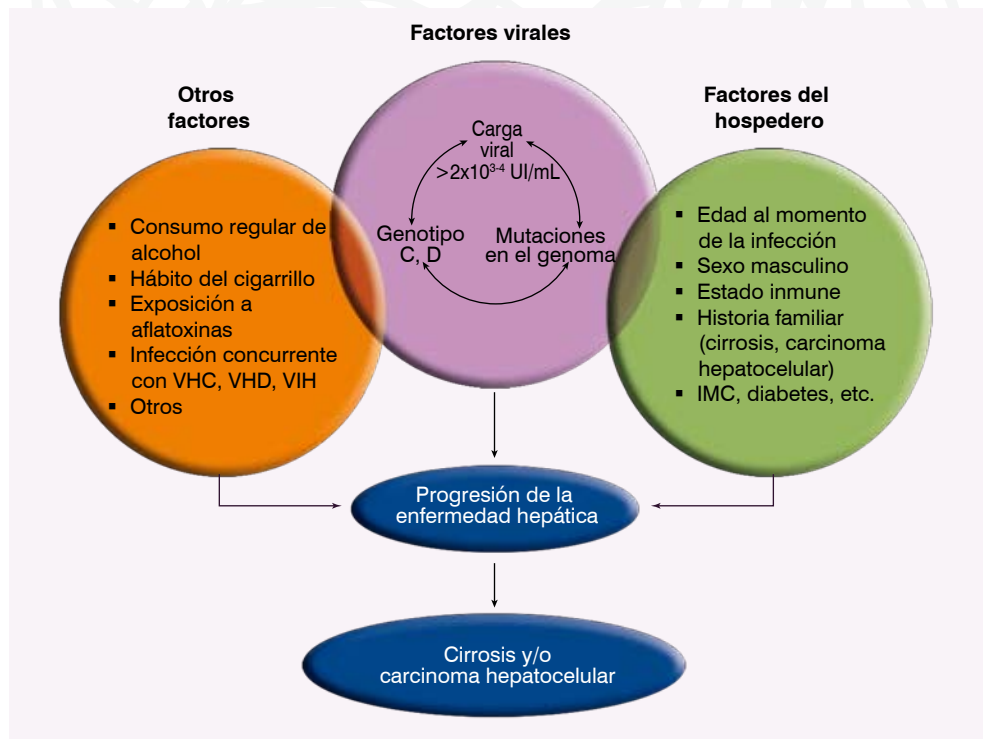 Factores virales
Otros
factores
Factores del
hospedero
Carga
viral
>2x10³⁻⁴ UI/mL
Genotipo
C, D
Mutaciones
en el genoma
▪ Consumo regular de
alcohol
▪ Hábito del cigarrillo
▪ Exposición a
aflatoxinas
▪ Infección concurrente
con VHC, VHD, VIH
▪ Otros
▪ Edad al momento
de la infección
▪ Sexo masculino
▪ Estado inmune
▪ Historia familiar
(cirrosis, carcinoma
hepatocelular)
▪ IMC, diabetes, etc.
Progresión de la
enfermedad hepática
Cirrosis y/o
carcinoma hepatocelular